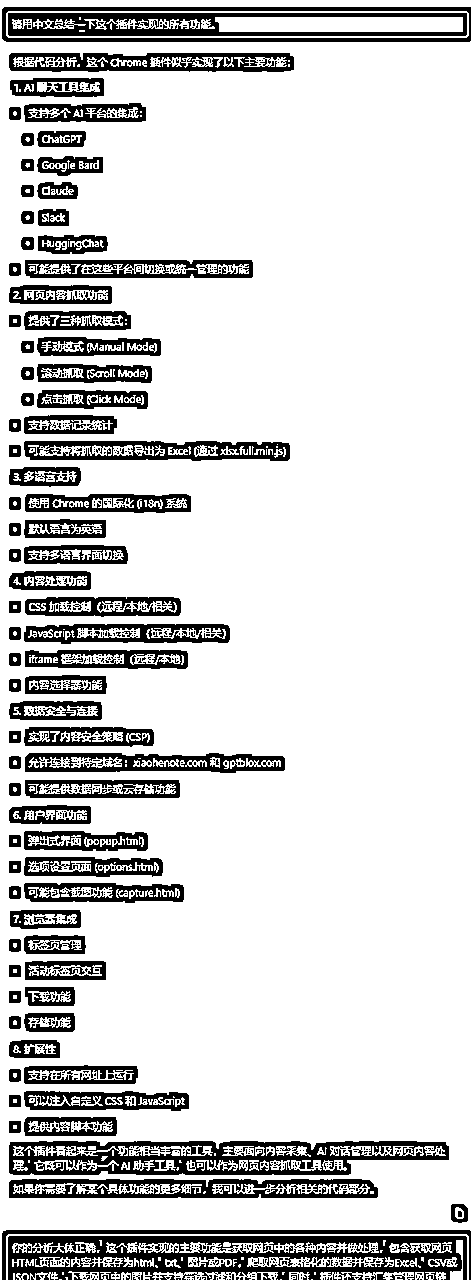 请用中文总结一下这个插件实现的所有功能。
根据代码分析，这个 Chrome 插件似乎实现了以下主要功能：
1. AI 聊天工具集成
支持多个 AI 平台的集成：
ChatGPT
Google Bard
Claude
Slack
HuggingChat
可能提供了在这些平台间切换或统一管理的功能
2. 网页内容抓取功能
提供了三种抓取模式：
手动模式 (Manual Mode)
滚动抓取 (Scroll Mode)
点击抓取 (Click Mode)
支持数据记录统计
可能支持将抓取的数据导出为 Excel (通过 xlsx.full.min.js)
3. 多语言支持
使用 Chrome 的国际化 (i18n) 系统
默认语言为英语
支持多语言界面切换
4. 内容处理功能
CSS 加载控制（远程/本地/相关）
JavaScript 脚本加载控制（远程/本地/相关）
iframe 框架加载控制（远程/本地）
内容选择器功能
5. 数据安全与连接
实现了内容安全策略 (CSP)
允许连接到特定域名：xiaohenote.com 和 gptblox.com
可能提供数据同步或云存储功能
6. 用户界面功能
弹出式界面 (popup.html)
选项设置页面 (options.html)
可能包含截图功能 (capture.html)
7. 浏览器集成
标签页管理
活动标签页交互
下载功能
存储功能
8. 扩展性
支持在所有网址上运行
可以注入自定义 CSS 和 JavaScript
提供内容脚本功能
这个插件看起来是一个功能相当丰富的工具，主要面向内容采集、AI 对话管理以及网页内容处
理。它既可以作为一个 AI 助手工具，也可以作为网页内容抓取工具使用。
如果你需要了解某个具体功能的更多细节，我可以进一步分析相关的代码部分。
你的分析大体正确，这个插件实现的主要功能是获取网页中的各种内容并做处理，包含获取网页
HTML页面的内容并保存为html、txt、图片或PDF，爬取网页表格化的数据并保存为Excel、CSV或
JSON文件，下载网页中的图片并支持筛选过滤和分组下载，同时，插件还支持